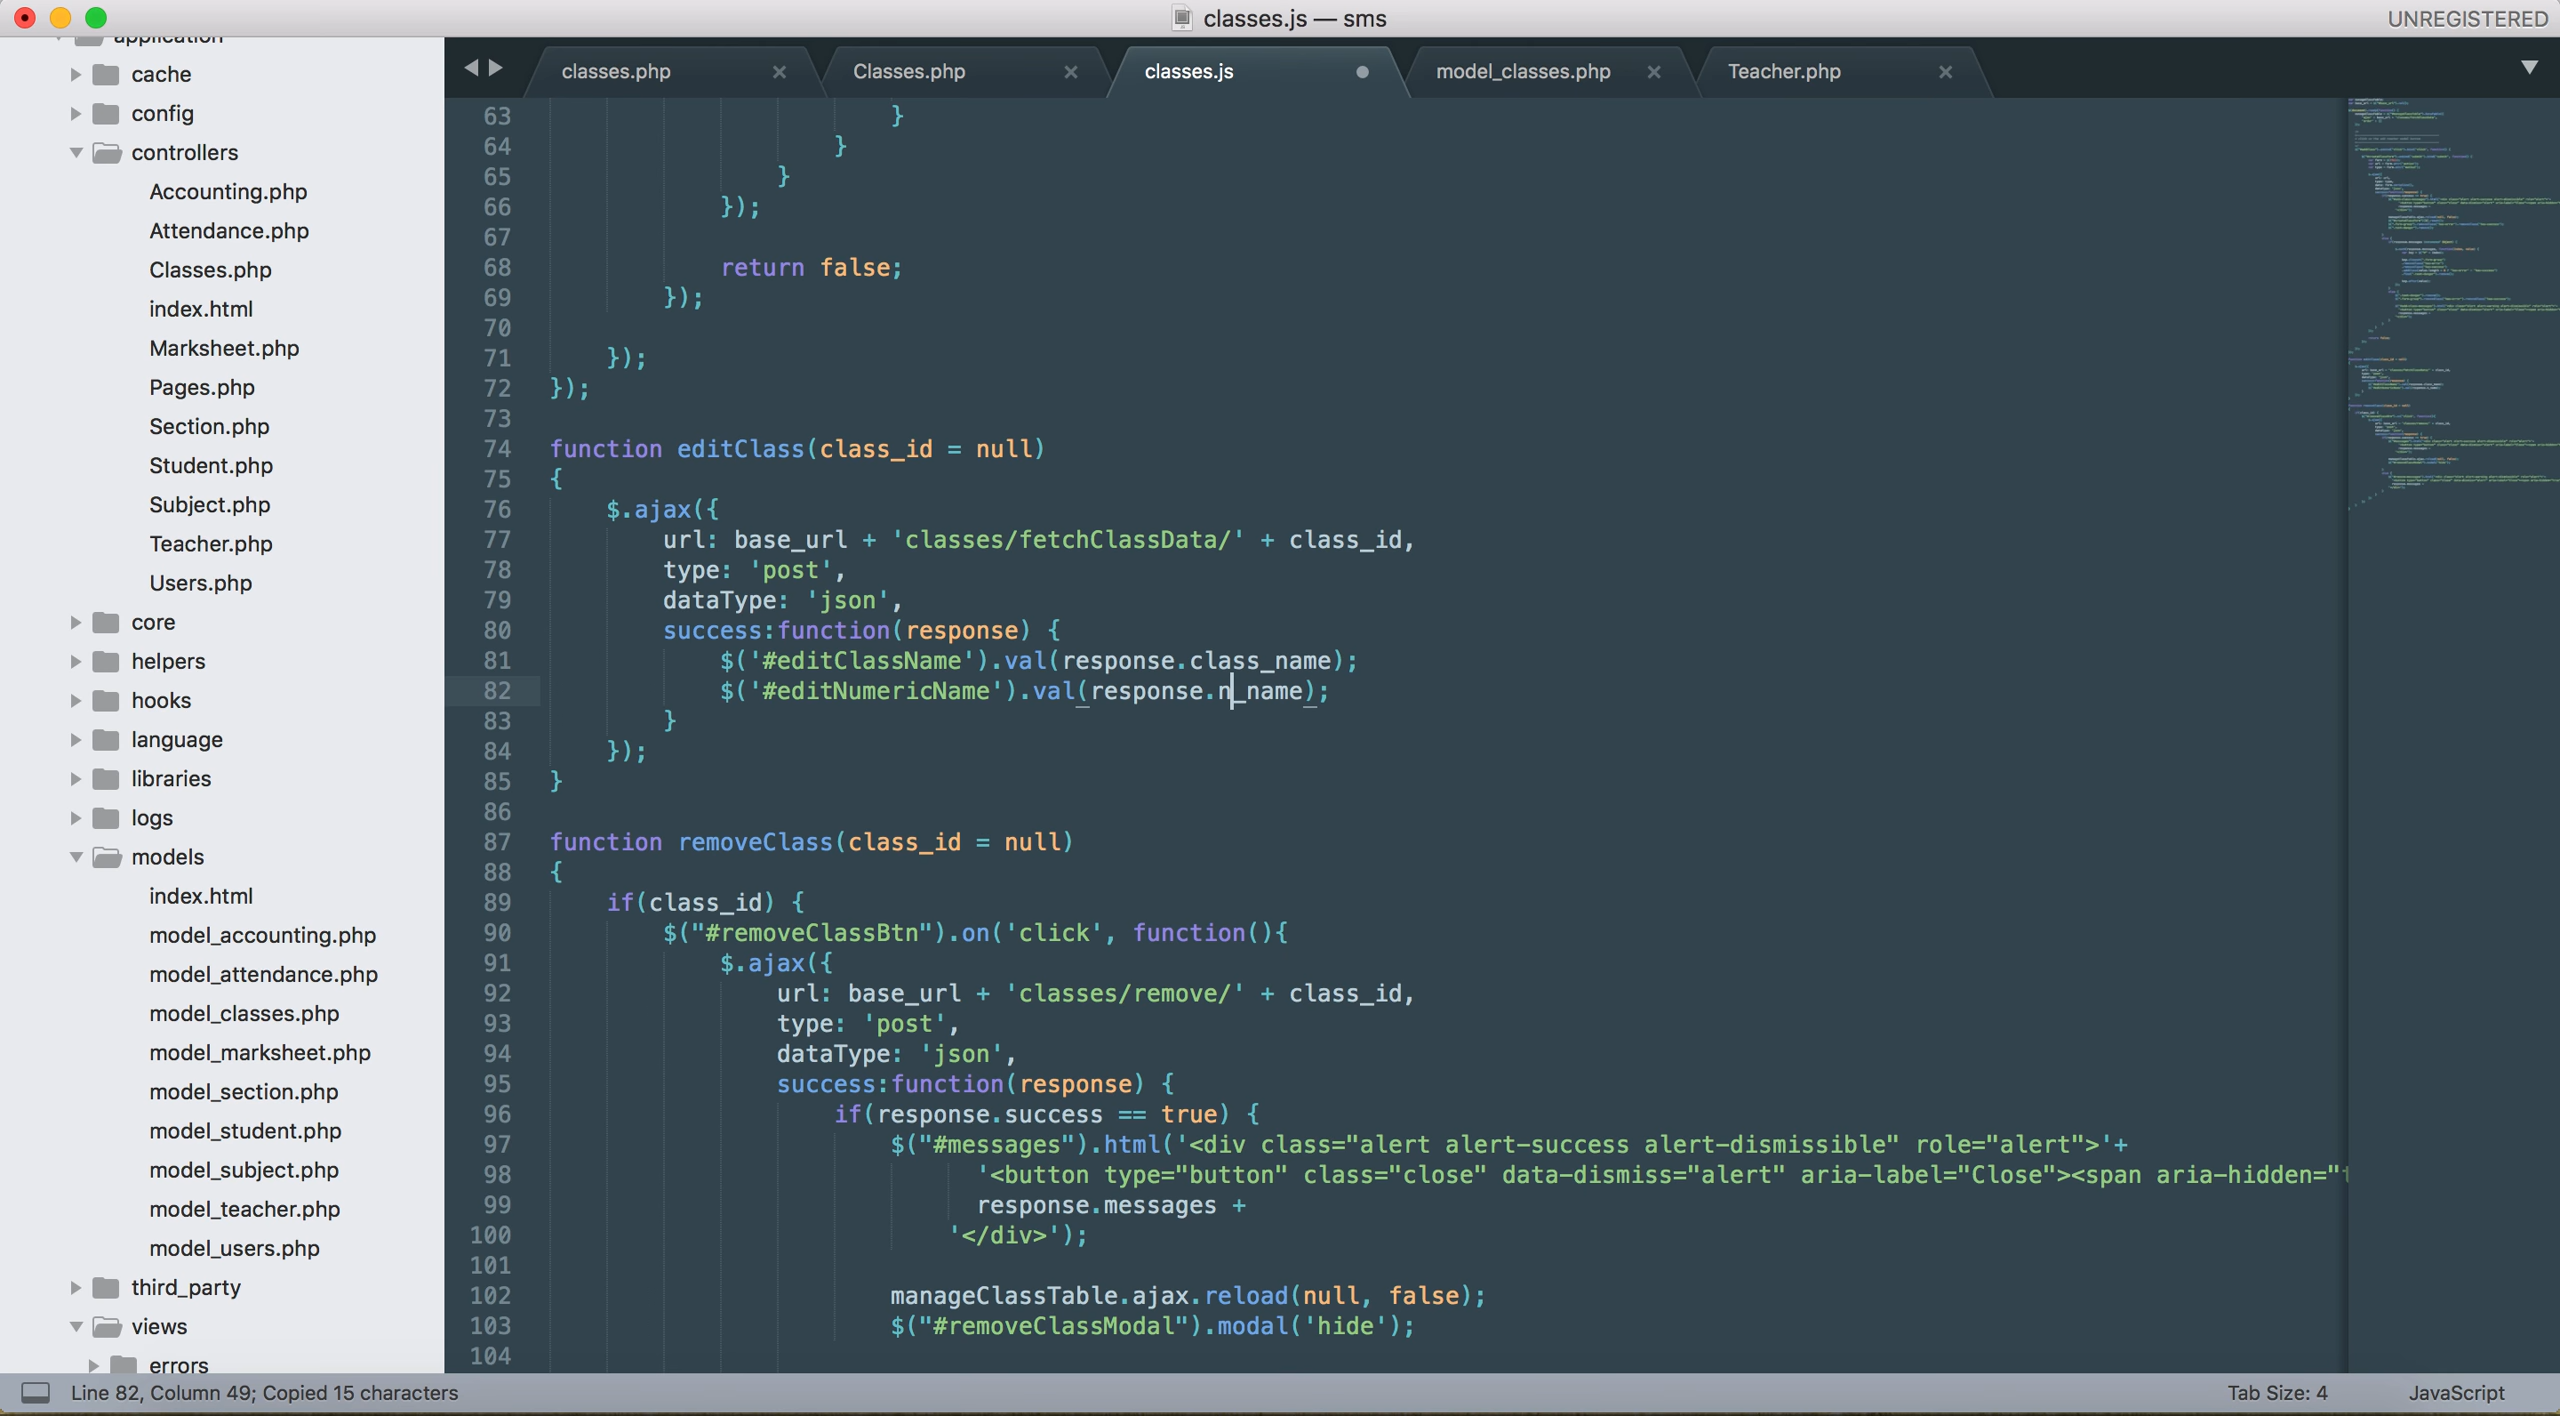 classes.js — sms
UNREGISTERED
application
cache
config
controllers
Accounting.php
Attendance.php
Classes.php
index.html
Marksheet.php
Pages.php
Section.php
Student.php
Subject.php
Teacher.php
Users.php
core
helpers
hooks
language
libraries
logs
models
index.html
model_accounting.php
model_attendance.php
model_classes.php
model_marksheet.php
model_section.php
model_student.php
model_subject.php
model_teacher.php
model_users.php
third_party
views
errors
classes.php
Classes.php
classes.js
model_classes.php
Teacher.php
63 }
64 }
65 }
66 });
67
68 return false;
69 });
70
71 });
72 });
73
74 function editClass(class_id = null)
75 {
76 $.ajax({
77 url: base_url + 'classes/fetchClassData/' + class_id,
78 type: 'post',
79 dataType: 'json',
80 success:function(response) {
81 $('#editClassName').val(response.class_name);
82 $('#editNumericName').val(response.n_name);
83 }
84 });
85 }
86
87 function removeClass(class_id = null)
88 {
89 if(class_id) {
90 $("#removeClassBtn").on('click', function(){
91 $.ajax({
92 url: base_url + 'classes/remove/' + class_id,
93 type: 'post',
94 dataType: 'json',
95 success:function(response) {
96 if(response.success == true) {
97 $("#messages").html('<div class="alert alert-success alert-dismissible" role="alert">'+
98 '<button type="button" class="close" data-dismiss="alert" aria-label="Close"><span aria-hidden="t
99 response.messages +
100 '</div>');
101
102 manageClassTable.ajax.reload(null, false);
103 $("#removeClassModal").modal('hide');
104
Line 82, Column 49; Copied 15 characters
Tab Size: 4
JavaScript